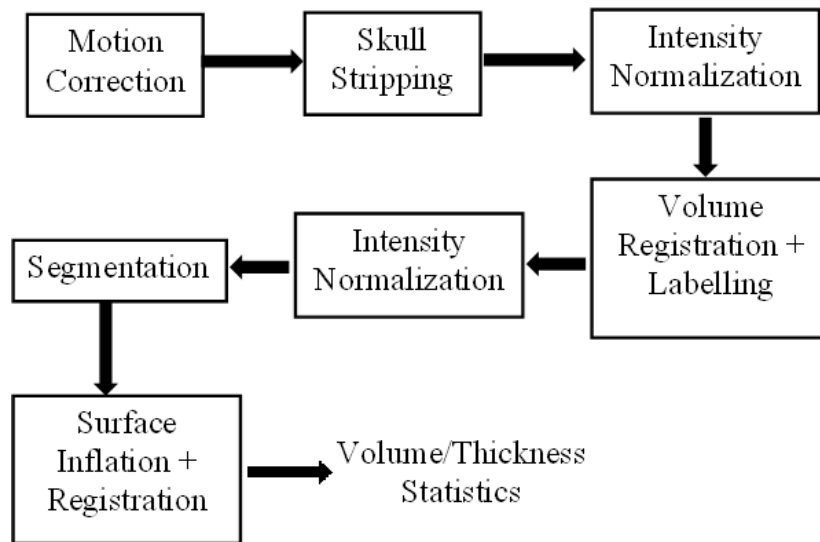 Motion
Correction
Skull
Stripping
Intensity
Normalization
Volume
Registration +
Labelling
Intensity
Normalization
Segmentation
Surface
Inflation +
Registration
Volume/Thickness
Statistics